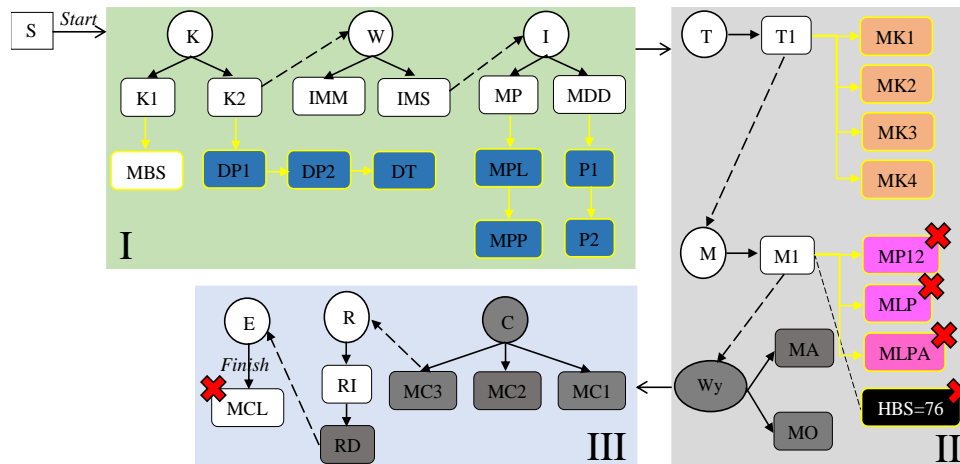 S
Start
K
W
I
K1
K2
IMM
IMS
MP
MDD
MBS
DP1
DP2
DT
MPL
P1
MPP
P2
I
T
T1
MK1
MK2
MK3
MK4
M
M1
MP12
MLP
MLPA
HBS=76
Wy
MA
MO
II
C
MC3
MC2
MC1
R
RI
RD
E
Finish
MCL
III